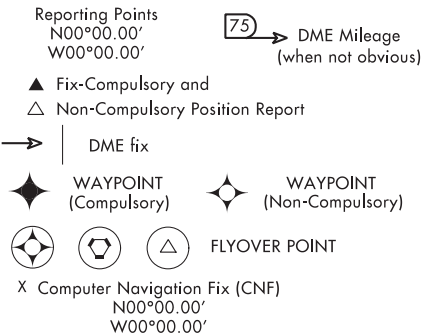 Reporting Points
N00°00.00′
W00°00.00′
75
DME Mileage
(when not obvious)
Fix-Compulsory and
Non-Compulsory Position Report
DME fix
WAYPOINT
(Compulsory)
WAYPOINT
(Non-Compulsory)
FLYOVER POINT
X Computer Navigation Fix (CNF)
N00°00.00′
W00°00.00′